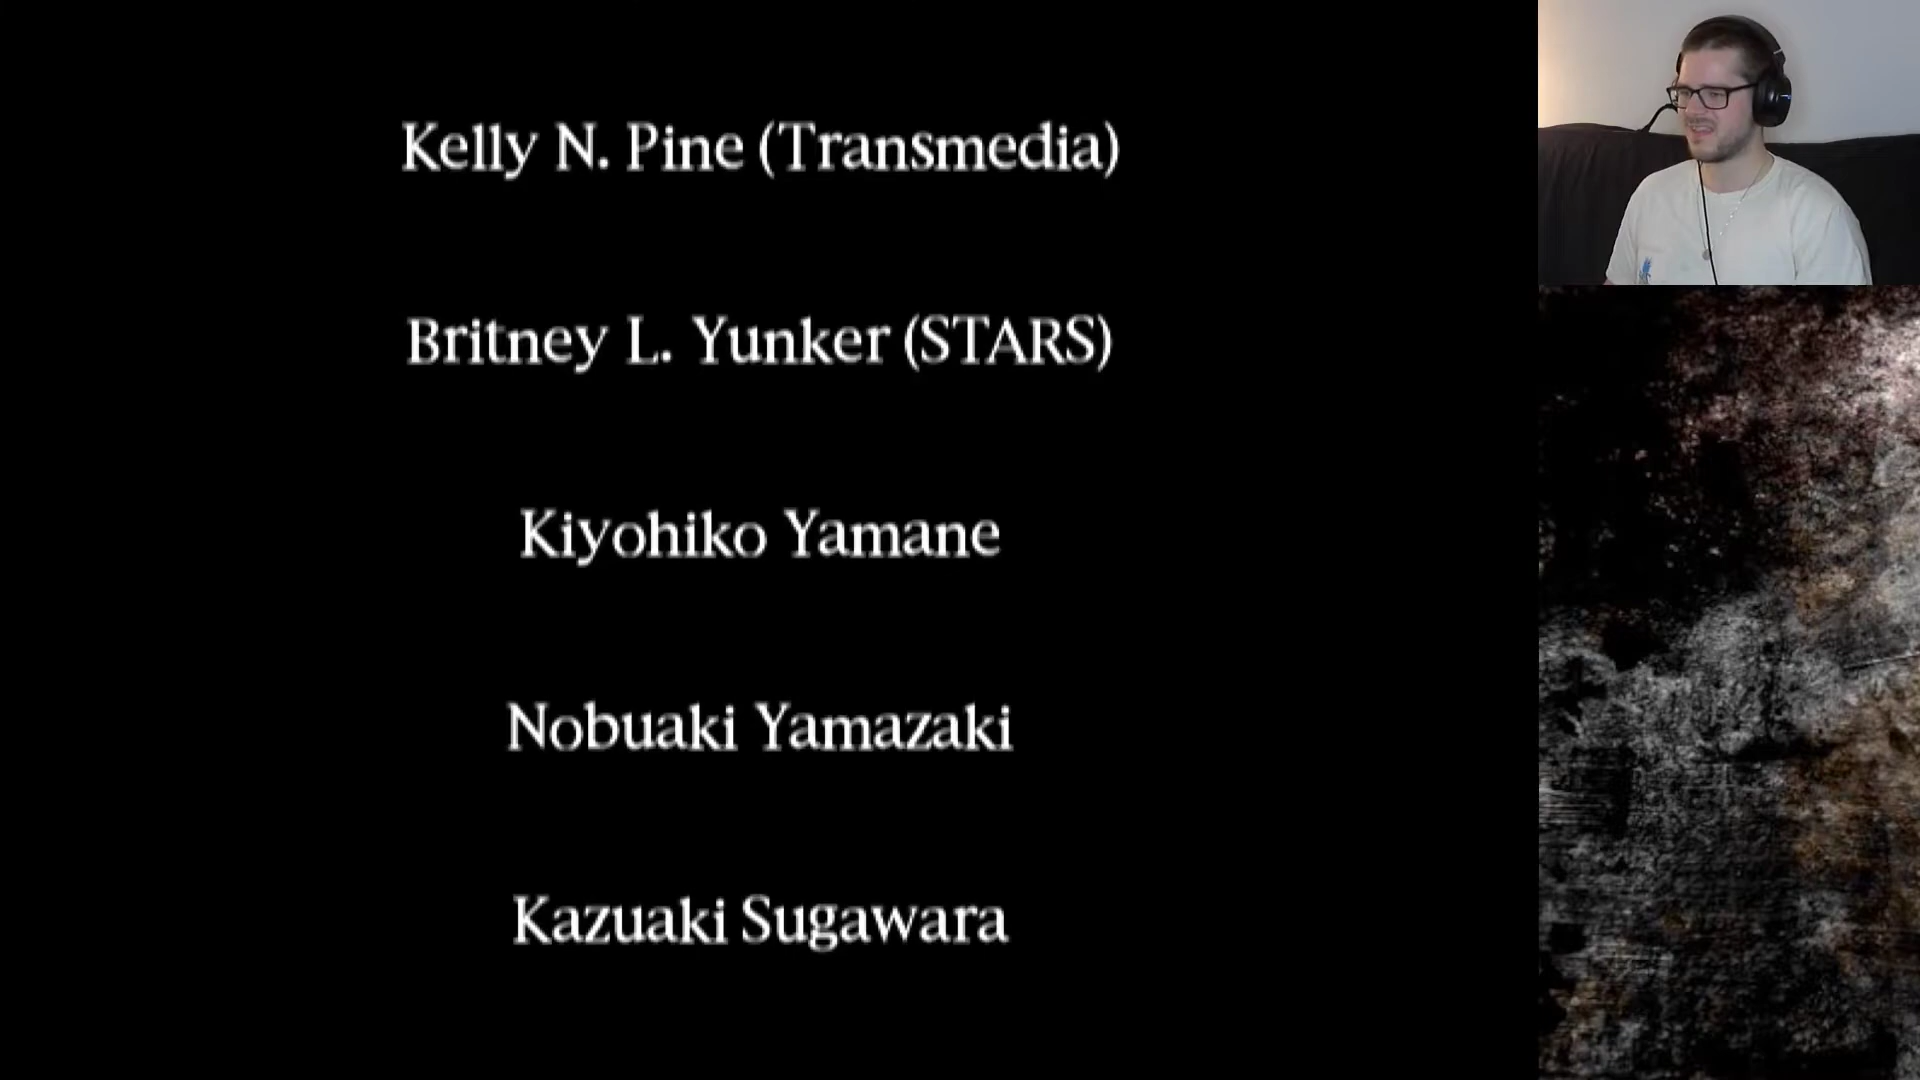 Kelly N. Pine (Transmedia)
Britney L. Yunker (STARS)
Kiyohiko Yamane
Nobuaki Yamazaki
Kazuaki Sugawara